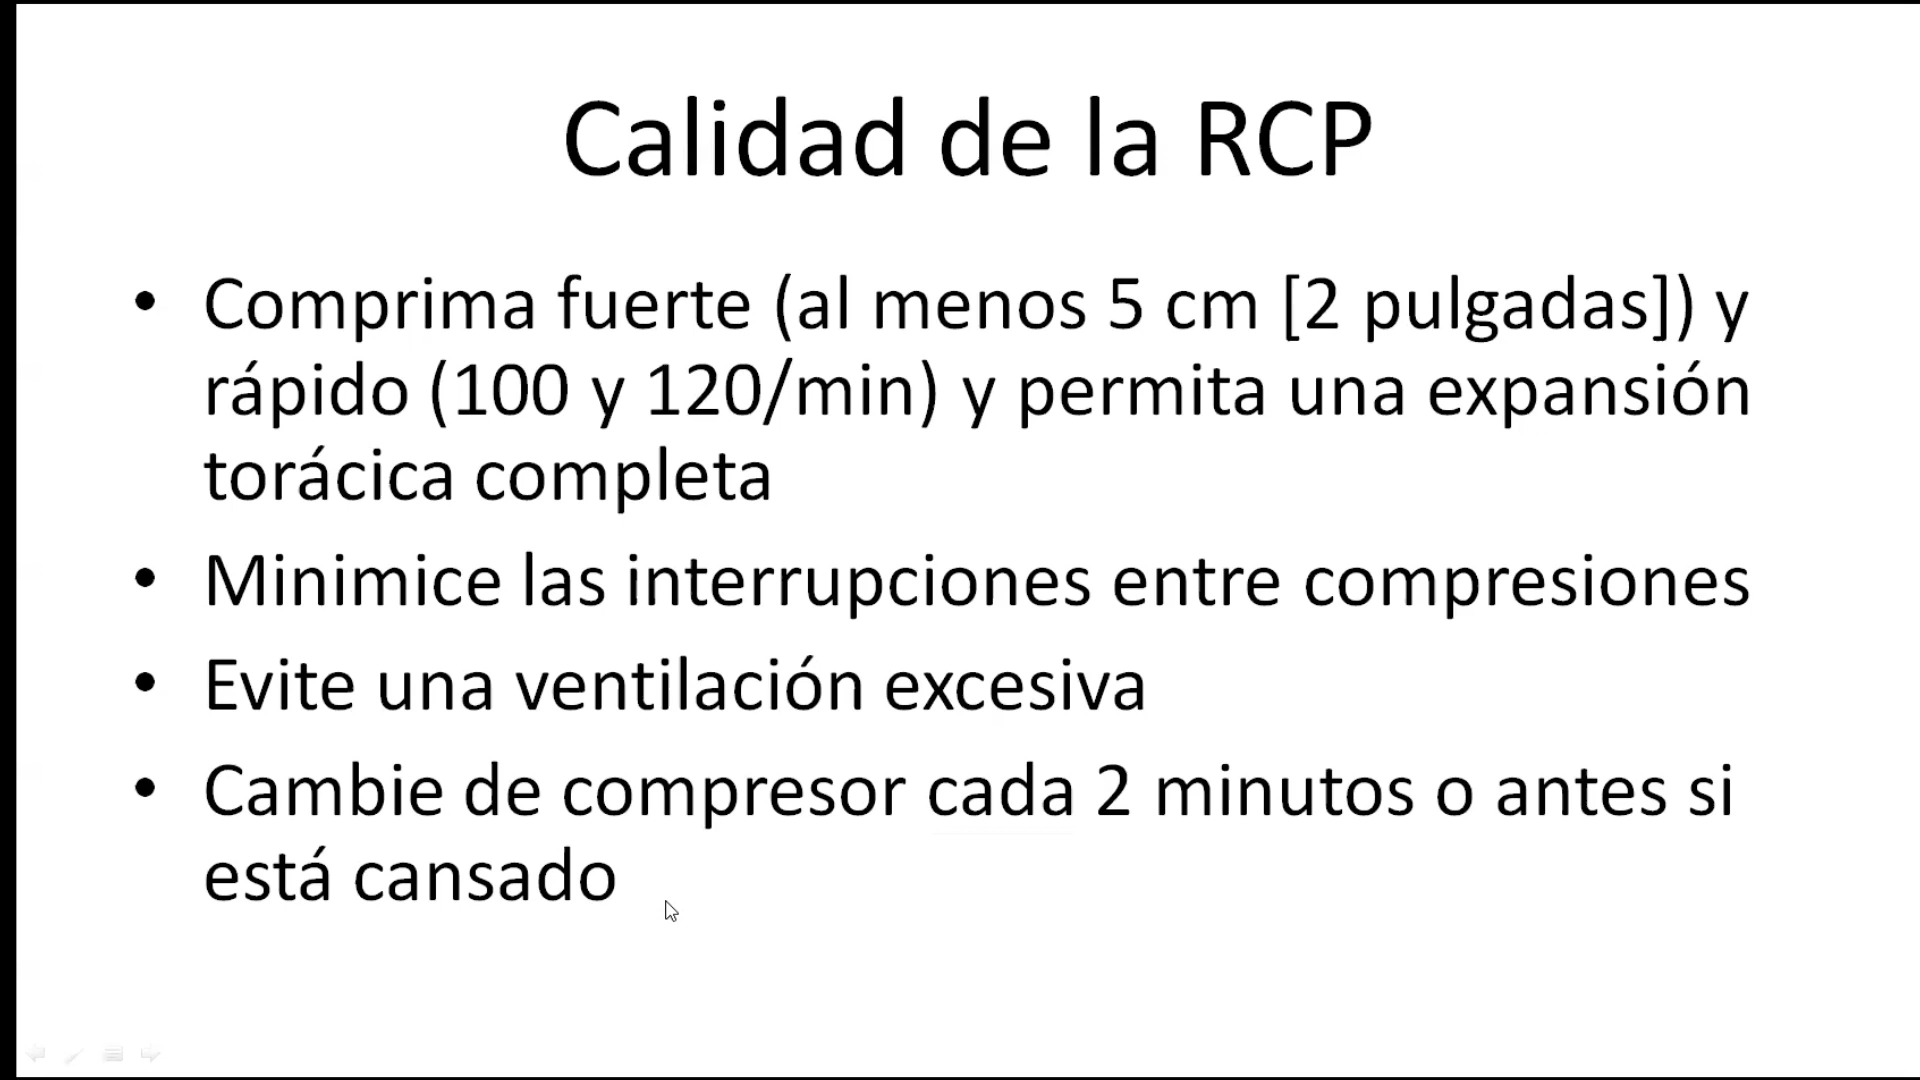 Calidad de la RCP
• Comprima fuerte (al menos 5 cm [2 pulgadas]) y
rápido (100 y 120/min) y permita una expansión
torácica completa
• Minimice las interrupciones entre compresiones
• Evite una ventilación excesiva
• Cambie de compresor cada 2 minutos o antes si
está cansado